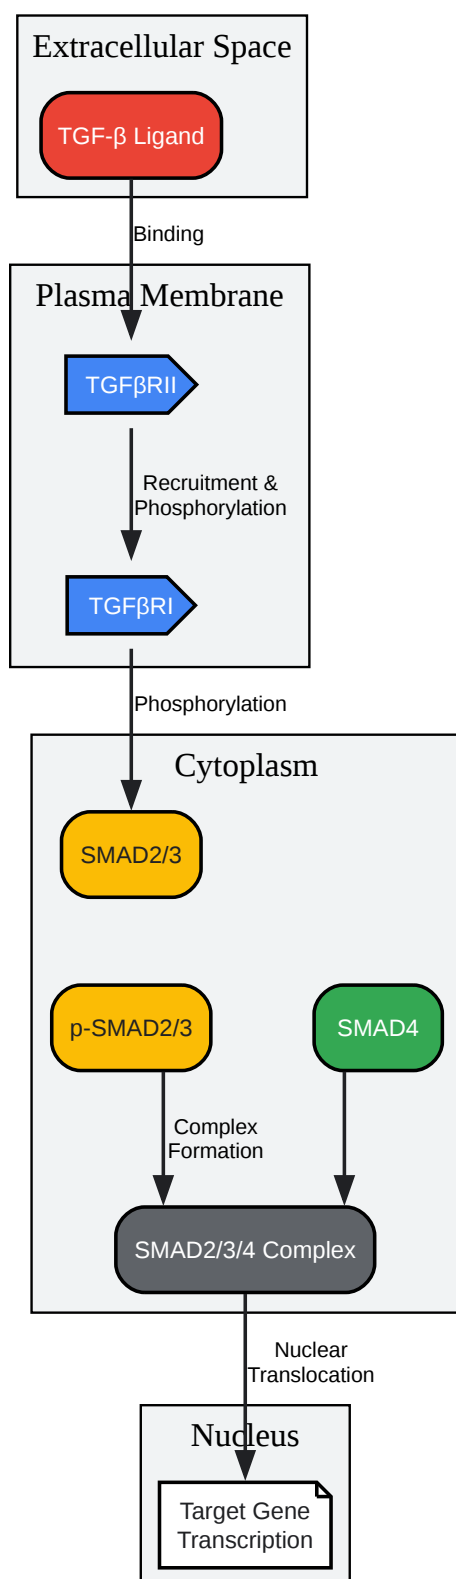 Extracellular Space
TGF-β Ligand
Binding
Plasma Membrane
TGFβRII
Recruitment &
Phosphorylation
TGFβRI
Phosphorylation
Cytoplasm
SMAD2/3
p-SMAD2/3
SMAD4
Complex
Formation
SMAD2/3/4 Complex
Nuclear
Translocation
Nucleus
Target Gene
Transcription